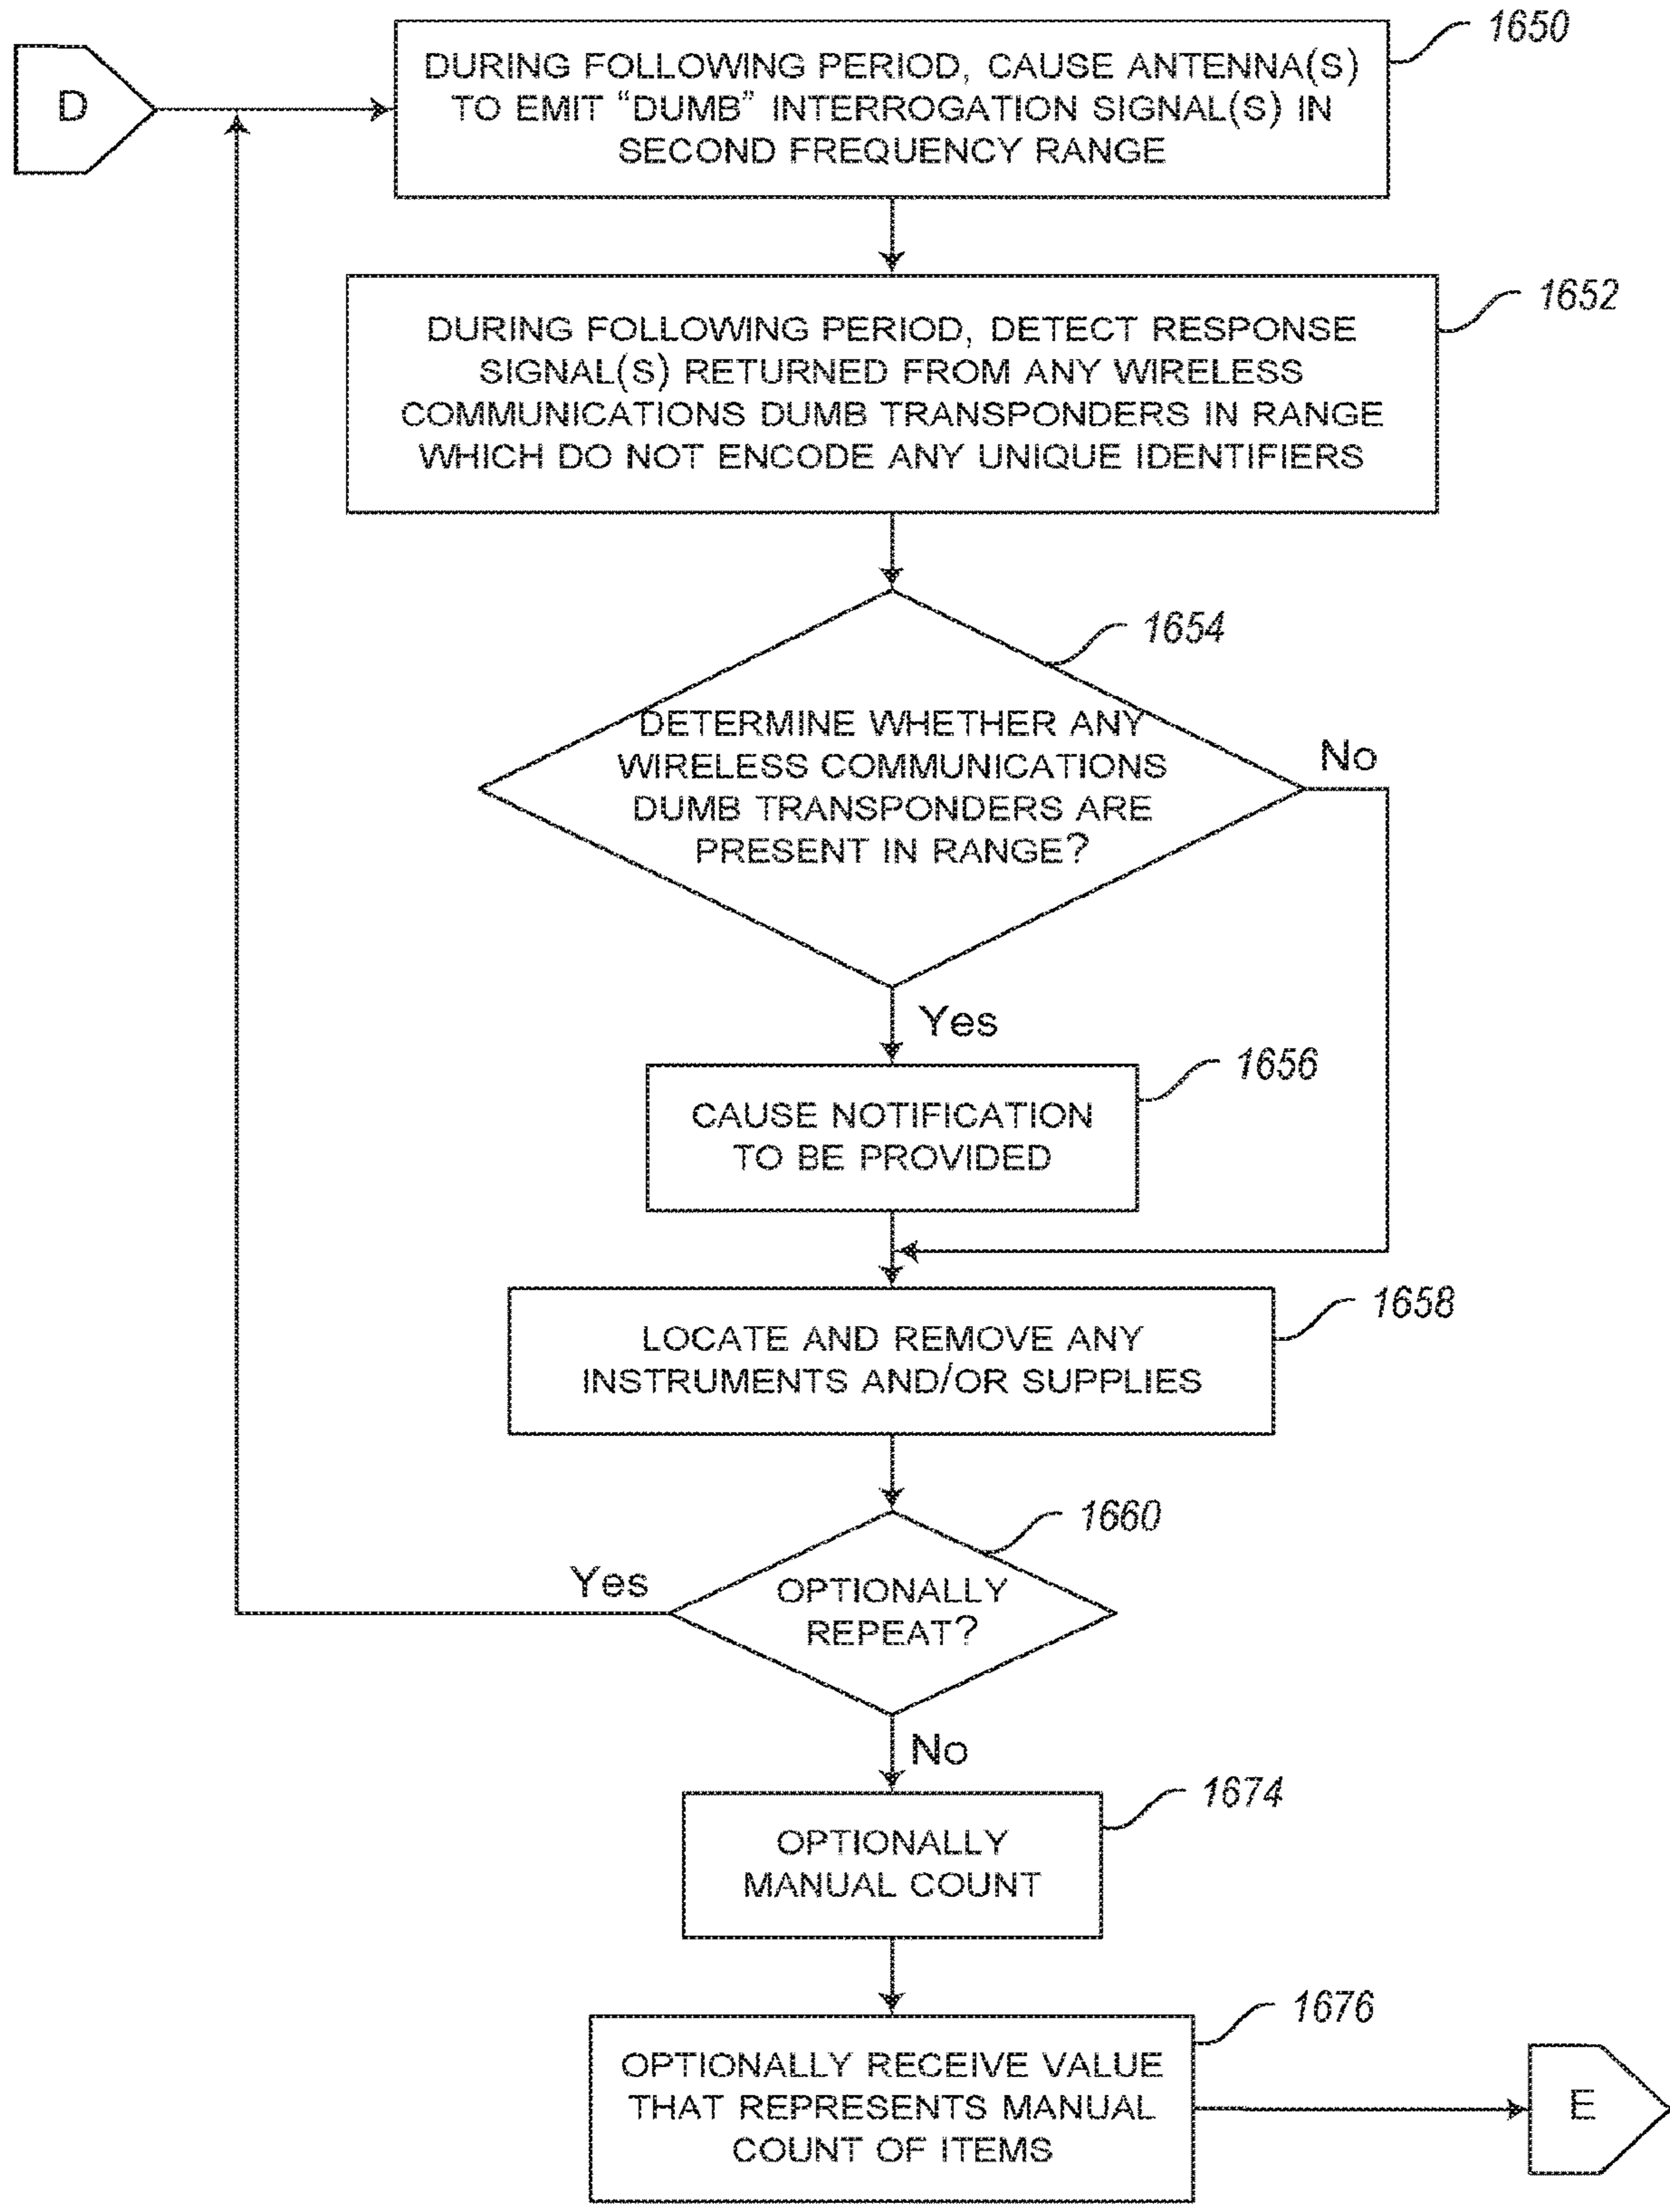 1650
D
DURING FOLLOWING PERIOD, CAUSE ANTENNA(S)
TO EMIT “DUMB” INTERROGATION SIGNAL(S) IN
SECOND FREQUENCY RANGE
1652
DURING FOLLOWING PERIOD, DETECT RESPONSE
SIGNAL(S) RETURNED FROM ANY WIRELESS
COMMUNICATIONS DUMB TRANSPONDERS IN RANGE
WHICH DO NOT ENCODE ANY UNIQUE IDENTIFIERS
1654
DETERMINE WHETHER ANY
WIRELESS COMMUNICATIONS
DUMB TRANSPONDERS ARE
PRESENT IN RANGE?
No
Yes
1656
CAUSE NOTIFICATION
TO BE PROVIDED
1658
LOCATE AND REMOVE ANY
INSTRUMENTS AND/OR SUPPLIES
1660
Yes
OPTIONALLY
REPEAT?
No
1674
OPTIONALLY
MANUAL COUNT
1676
OPTIONALLY RECEIVE VALUE
THAT REPRESENTS MANUAL
COUNT OF ITEMS
E